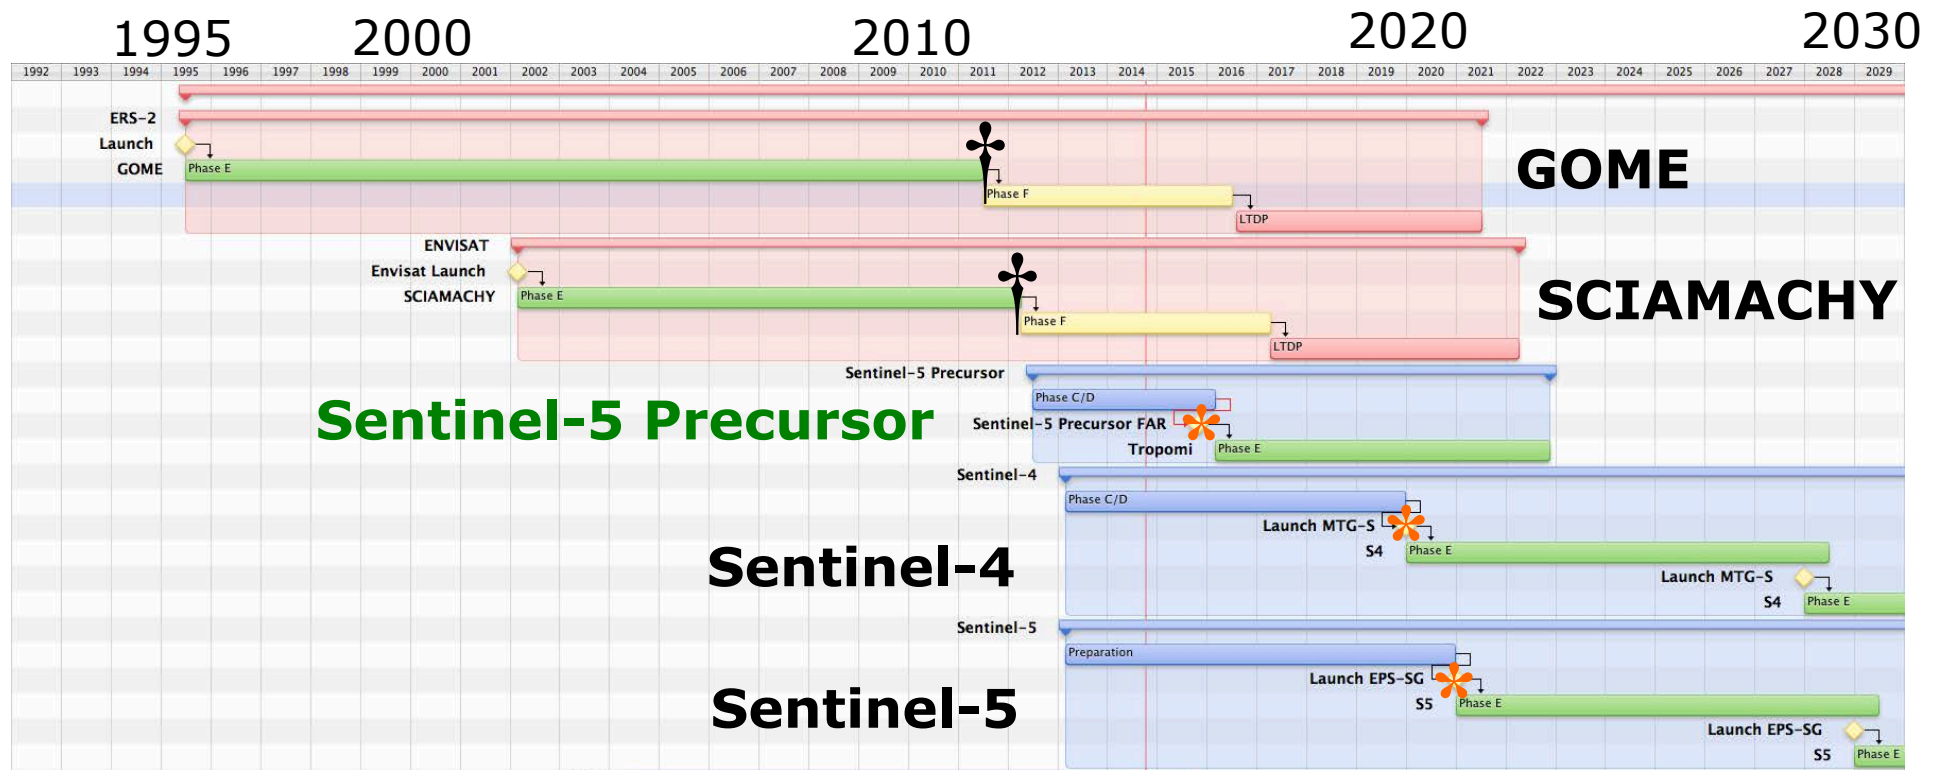 1995 2000 2010 2020 2030
1992 1993 1994 1995 1996 1997 1998 1999 2000 2001 2002 2003 2004 2005 2006 2007 2008 2009 2010 2011 2012 2013 2014 2015 2016 2017 2018 2019 2020 2021 2022 2023 2024 2025 2026 2027 2028 2029
ERS-2
Launch
GOME Phase E
GOME
Phase F
LTDP
ENVISAT
Envisat Launch
SCIAMACHY Phase E
SCIAMACHY
Phase F
LTDP
Sentinel-5 Precursor
Phase C/D
Sentinel-5 Precursor
Sentinel-5 Precursor FAR
Tropomi Phase E
Sentinel-4
Phase C/D
Launch MTG-S
S4 Phase E
Sentinel-4
Launch MTG-S
S4 Phase E
Sentinel-5
Preparation
Launch EPS-SG
S5 Phase E
Sentinel-5
Launch EPS-SG
S5 Phase E